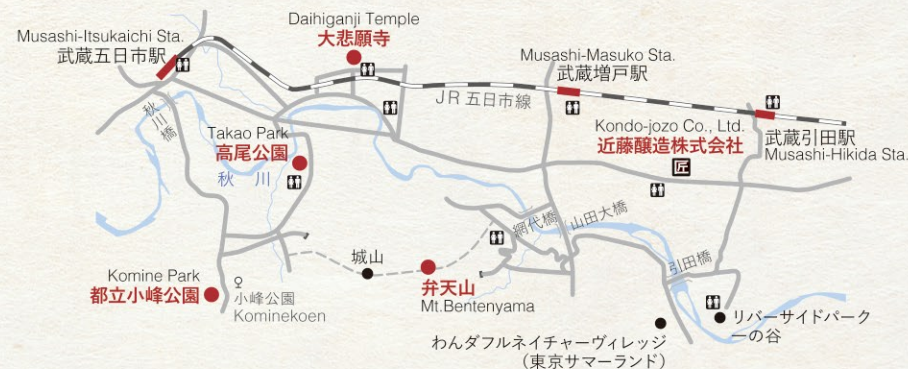 Daihiganji Temple
大悲願寺
Musashi-Itsukaichi Sta.
武蔵五日市駅
Musashi-Masuko Sta.
武蔵増戸駅
JR 五日市線
秋川橋
Takao Park
高尾公園
秋 川
Kondo-jozo Co., Ltd.
近藤醸造株式会社
匠
武蔵引田駅
Musashi-Hikida Sta.
網代橋
山田大橋
引田橋
城山
弁天山
Mt.Bentenyama
Komine Park
都立小峰公園
小峰公園
Kominekoen
リバーサイドパーク
一の谷
わんダフルネイチャーヴィレッジ
（東京サマーランド）